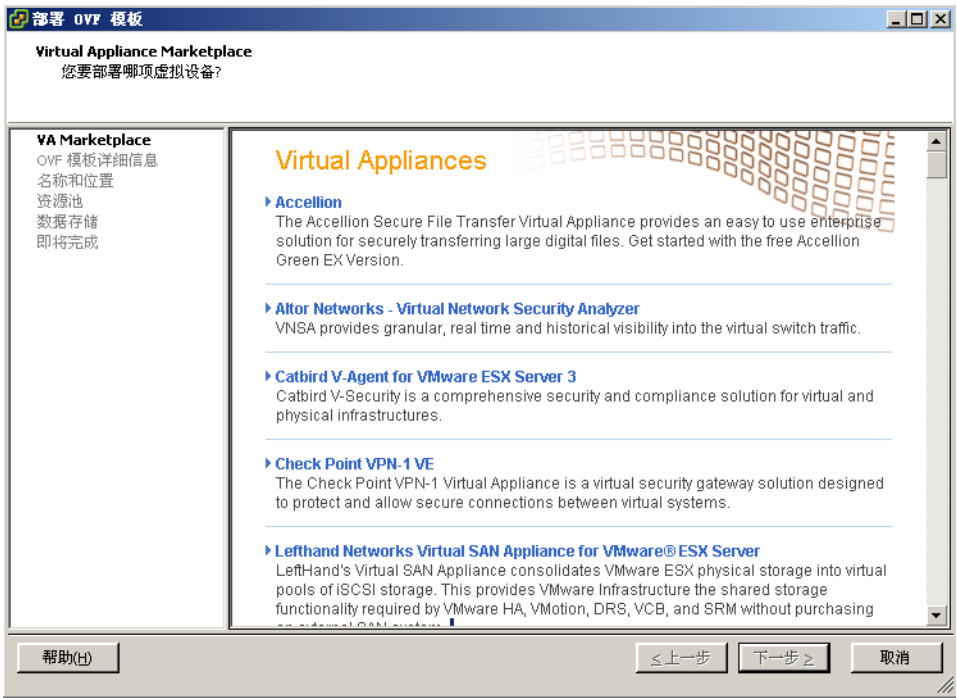 部署 OVF 模板
Virtual Appliance Marketplace
您要部署哪项虚拟设备?
VA Marketplace
OVF 模板详细信息
名称和位置
资源池
数据存储
即将完成
Virtual Appliances
Accellion
The Accellion Secure File Transfer Virtual Appliance provides an easy to use enterprise
solution for securely transferring large digital files. Get started with the free Accellion
Green EX Version.
Altor Networks - Virtual Network Security Analyzer
VNSA provides granular, real time and historical visibility into the virtual switch traffic.
Catbird V-Agent for VMware ESX Server 3
Catbird V-Security is a comprehensive security and compliance solution for virtual and
physical infrastructures.
Check Point VPN-1 VE
The Check Point VPN-1 Virtual Appliance is a virtual security gateway solution designed
to protect and allow secure connections between virtual systems.
Lefthand Networks Virtual SAN Appliance for VMware® ESX Server
LeftHand's Virtual SAN Appliance consolidates VMware ESX physical storage into virtual
pools of iSCSI storage. This provides VMware Infrastructure the shared storage
functionality required by VMware HA, VMotion, DRS, VCB, and SRM without purchasing
帮助(H)
≤上一步
下一步≥
取消